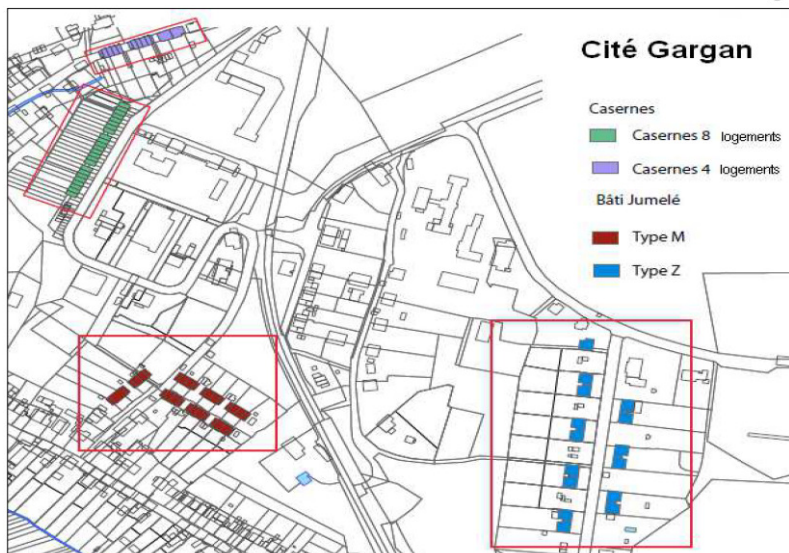 Cité Gargan
Casernes
Casernes 8 logements
Casernes 4 logements
Bâti Jumelé
Type M
Type Z